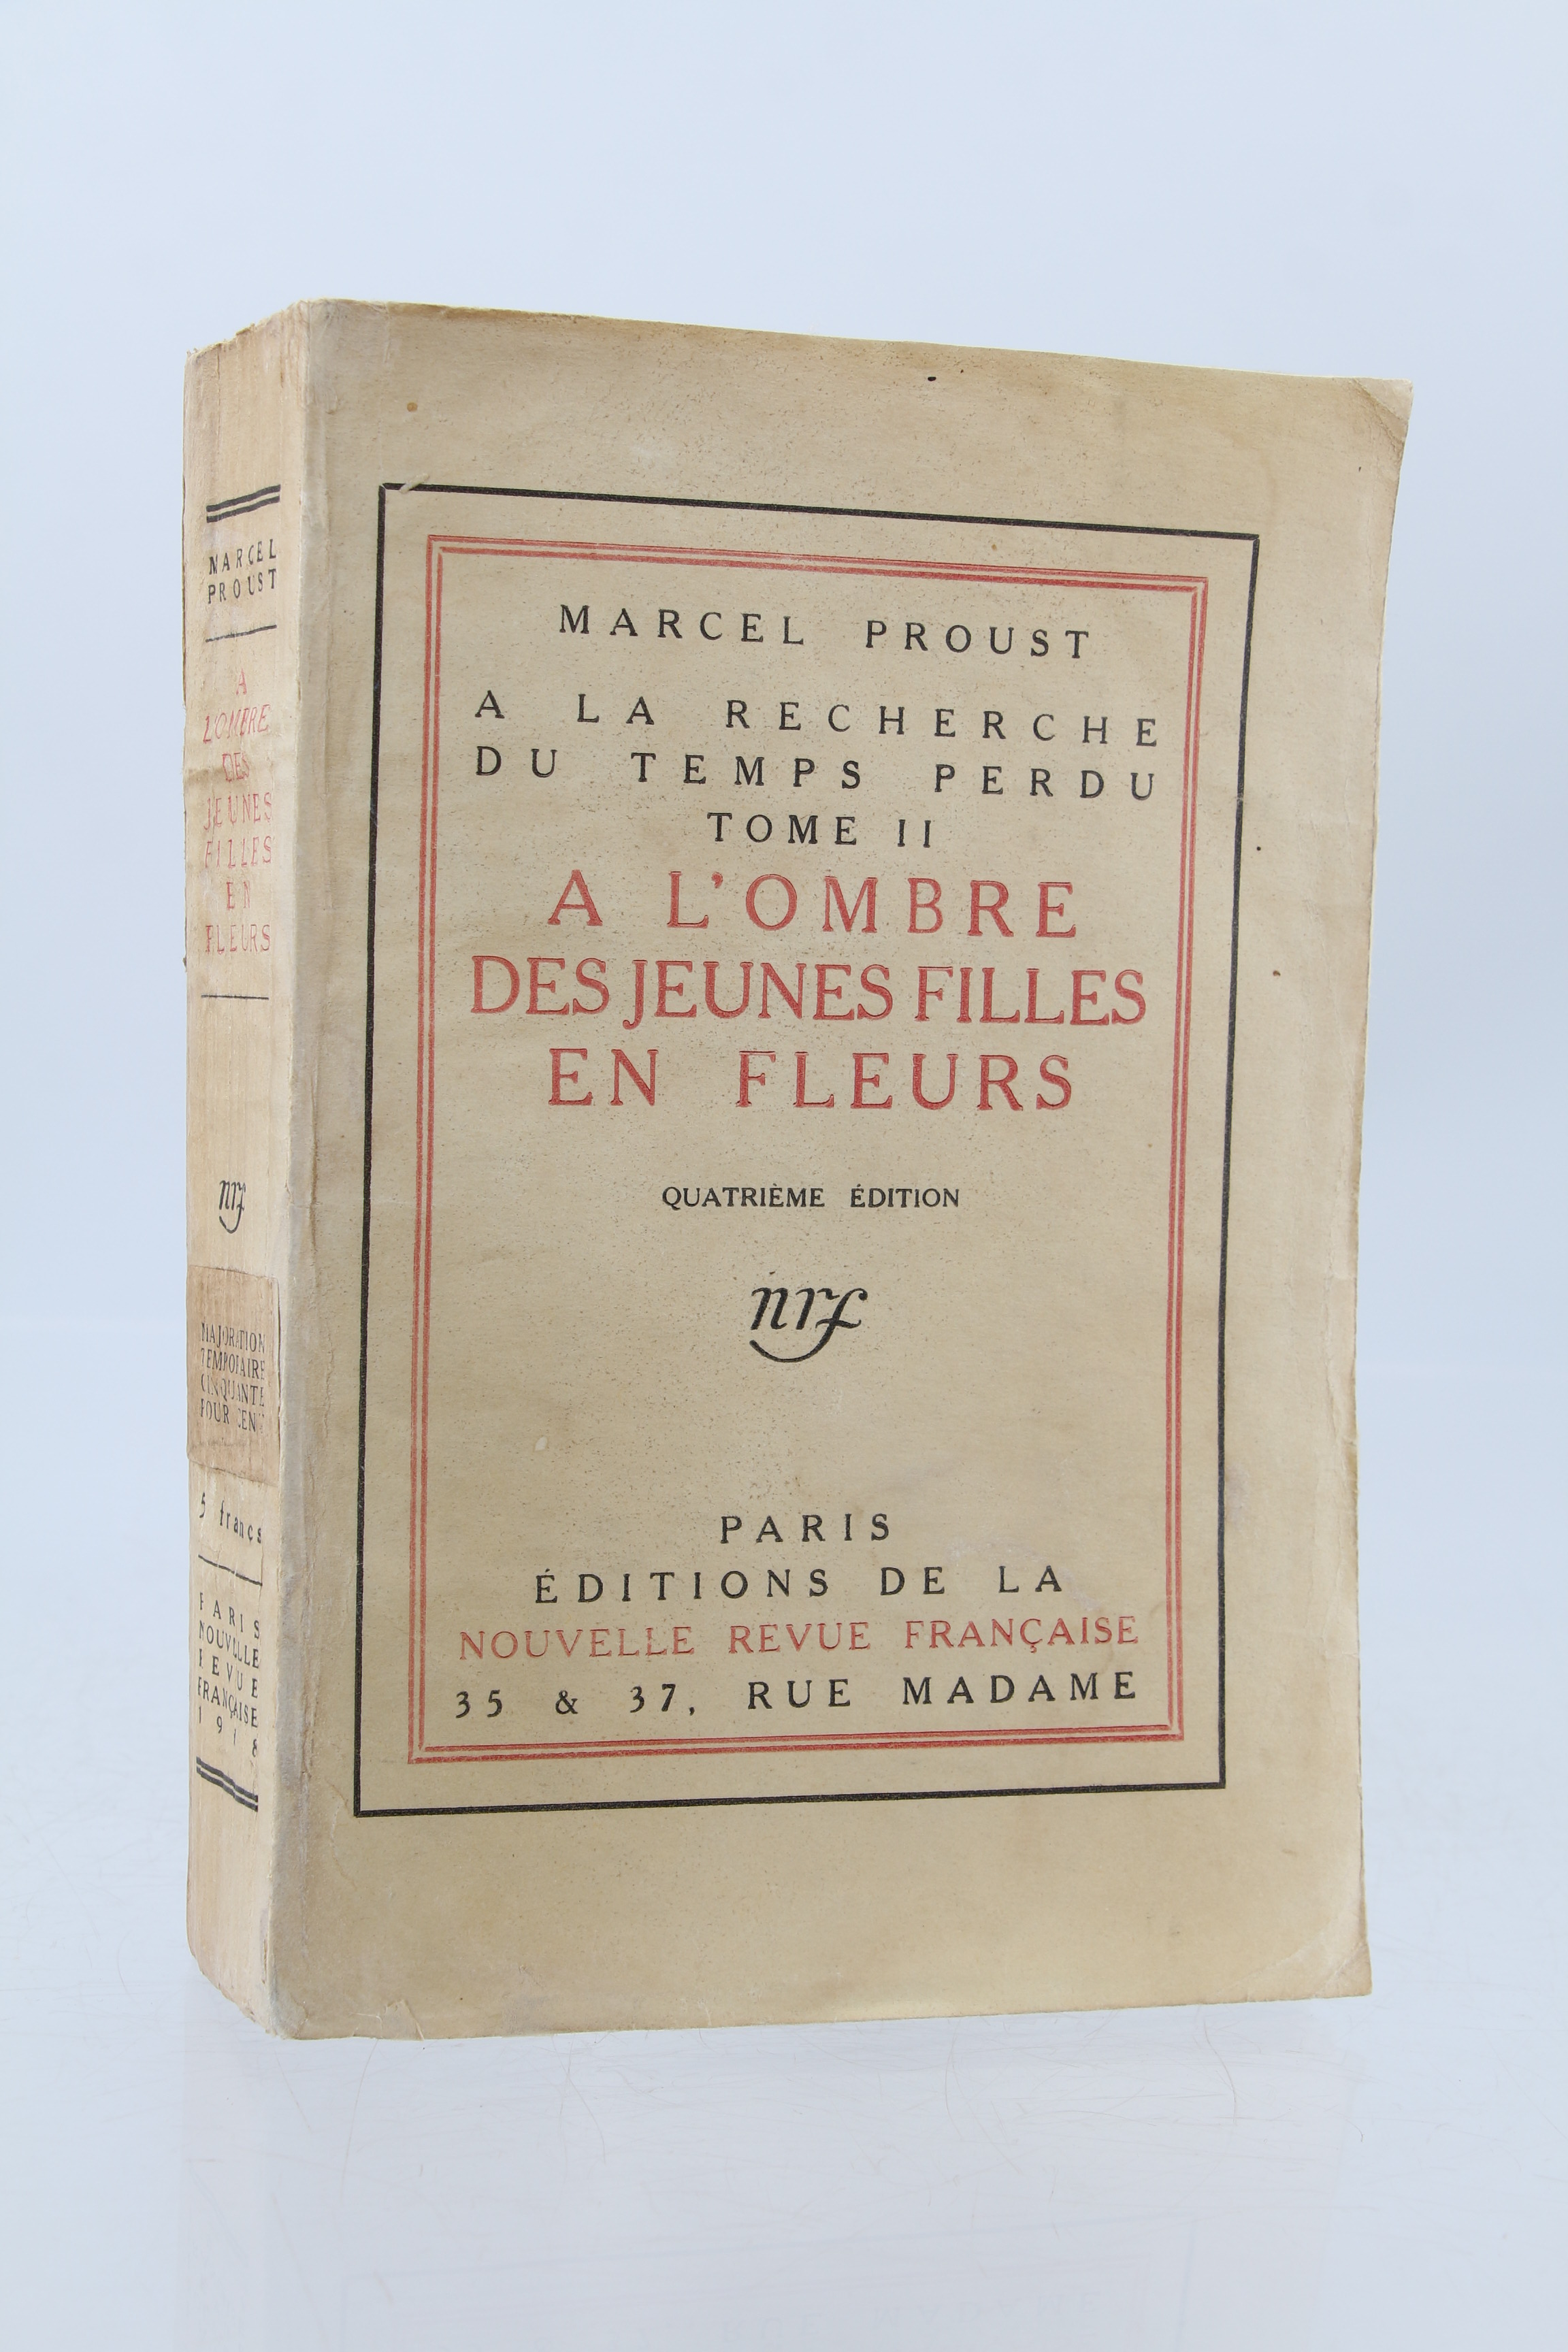 MARCEL
PROUST
A
L'OMBRE
DES
JEUNES
FILLES
EN
FLEURS
nrf
MAJORATION
TEMPORAIRE
CINQUANTE
POUR CENT
5 francs
PARIS
NOUVELLE
REVUE
FRANÇAISE
1918
MARCEL PROUST
A LA RECHERCHE
DU TEMPS PERDU
TOME II
A L'OMBRE
DES JEUNES FILLES
EN FLEURS
QUATRIÈME ÉDITION
nrf
PARIS
ÉDITIONS DE LA
NOUVELLE REVUE FRANÇAISE
35 & 37, RUE MADAME